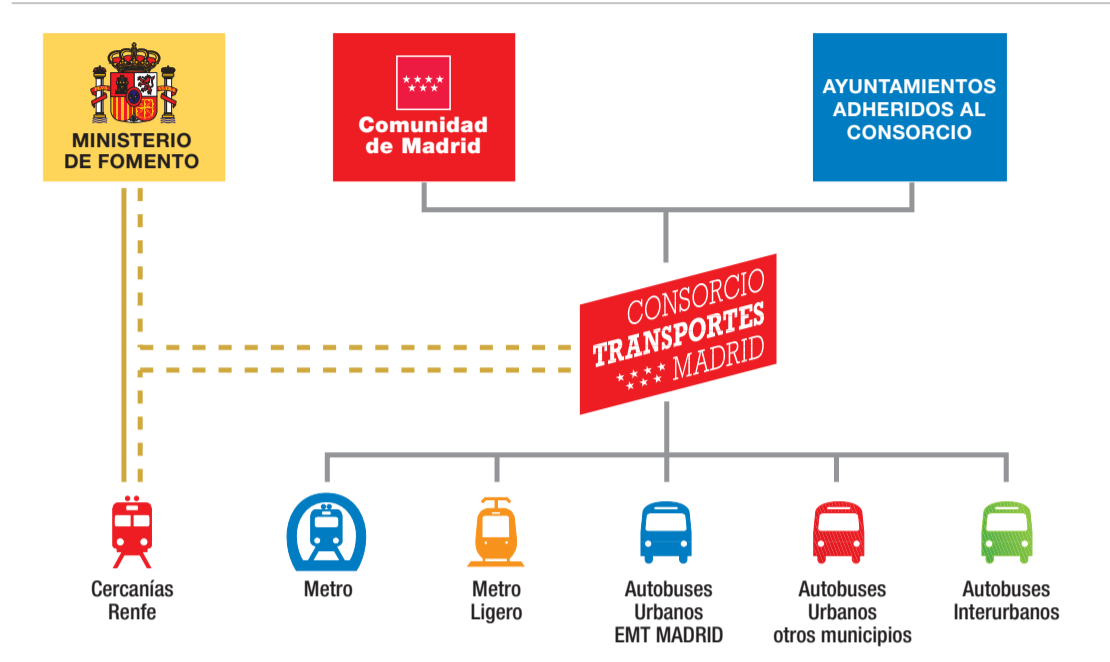 MINISTERIO
DE FOMENTO
Comunidad
de Madrid
AYUNTAMIENTOS
ADHERIDOS AL
CONSORCIO
CONSORCIO
TRANSPORTES
MADRID
Cercanías
Renfe
Metro
Metro
Ligero
Autobuses
Urbanos
EMT MADRID
Autobuses
Urbanos
otros municipios
Autobuses
Interurbanos